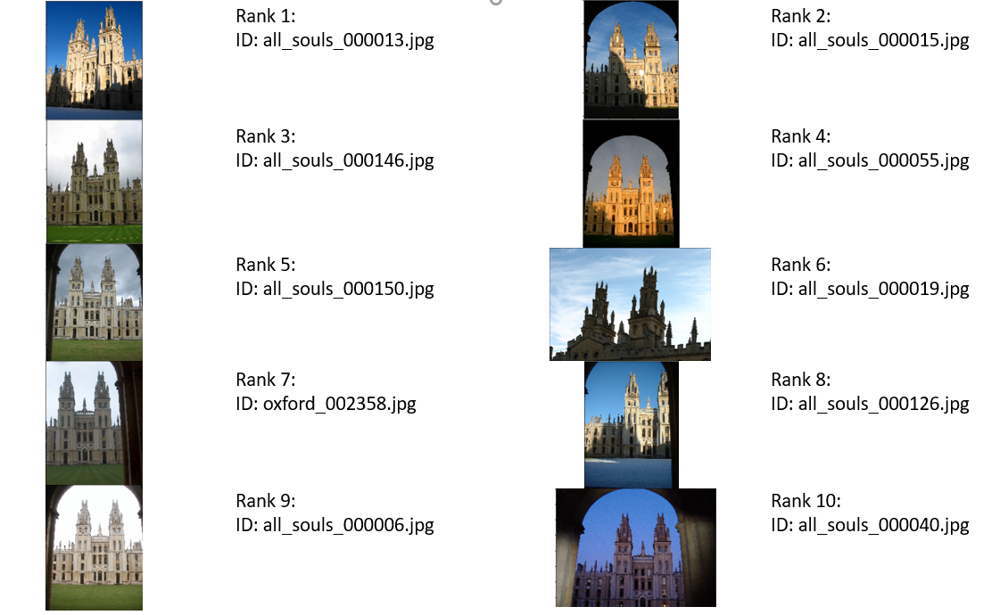 Rank 1:
ID: all_souls_000013.jpg
Rank 2:
ID: all_souls_000015.jpg
Rank 3:
ID: all_souls_000146.jpg
Rank 4:
ID: all_souls_000055.jpg
Rank 5:
ID: all_souls_000150.jpg
Rank 6:
ID: all_souls_000019.jpg
Rank 7:
ID: oxford_002358.jpg
Rank 8:
ID: all_souls_000126.jpg
Rank 9:
ID: all_souls_000006.jpg
Rank 10:
ID: all_souls_000040.jpg